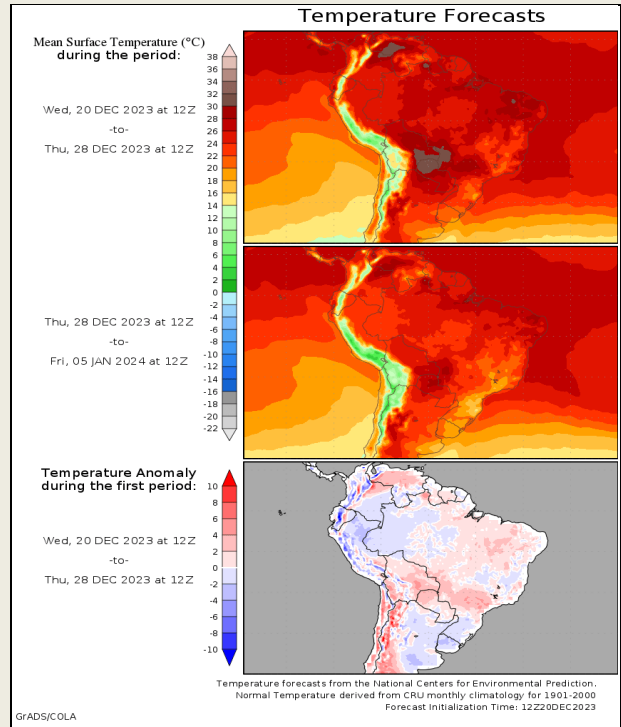 Temperature Forecasts
Mean Surface Temperature (°C)
during the period:
38
36
34
32
30
28
26
24
22
20
18
16
14
12
10
8
6
4
2
0
-2
-4
-6
-8
-10
-12
-14
-16
-18
-20
-22
Wed, 20 DEC 2023 at 12Z
-to-
Thu, 28 DEC 2023 at 12Z
Thu, 28 DEC 2023 at 12Z
-to-
Fri, 05 JAN 2024 at 12Z
Temperature Anomaly
during the first period:
10
8
6
4
2
0
-2
-4
-6
-8
-10
Wed, 20 DEC 2023 at 12Z
-to-
Thu, 28 DEC 2023 at 12Z
Temperature forecasts from the National Centers for Environmental Prediction.
Normal Temperature derived from CRU monthly climatology for 1901-2000
Forecast Initialization Time: 12Z20DEC2023
GrADS/COLA